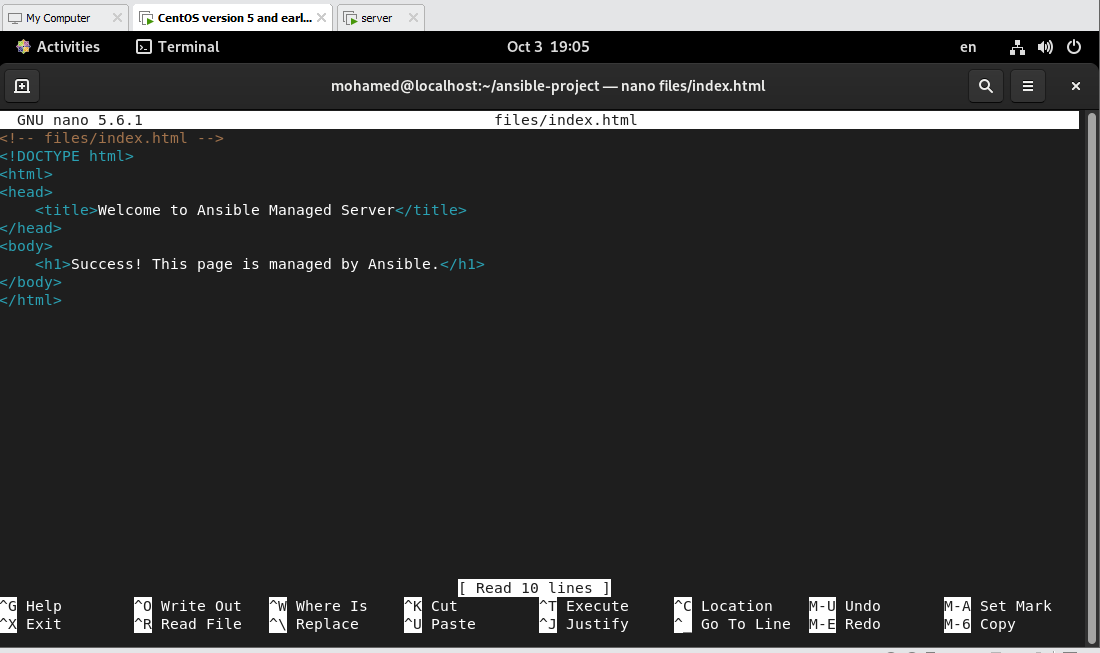 My Computer CentOS version 5 and earl... server
Activities Terminal Oct 3 19:05 en
mohamed@localhost:~/ansible-project — nano files/index.html
GNU nano 5.6.1 files/index.html
<!-- files/index.html -->
<!DOCTYPE html>
<html>
<head>
    <title>Welcome to Ansible Managed Server</title>
</head>
<body>
    <h1>Success! This page is managed by Ansible.</h1>
</body>
</html>
[ Read 10 lines ]
^G Help ^O Write Out ^W Where Is ^K Cut ^T Execute ^C Location M-U Undo M-A Set Mark
^X Exit ^R Read File ^\ Replace ^U Paste ^J Justify ^_ Go To Line M-E Redo M-6 Copy